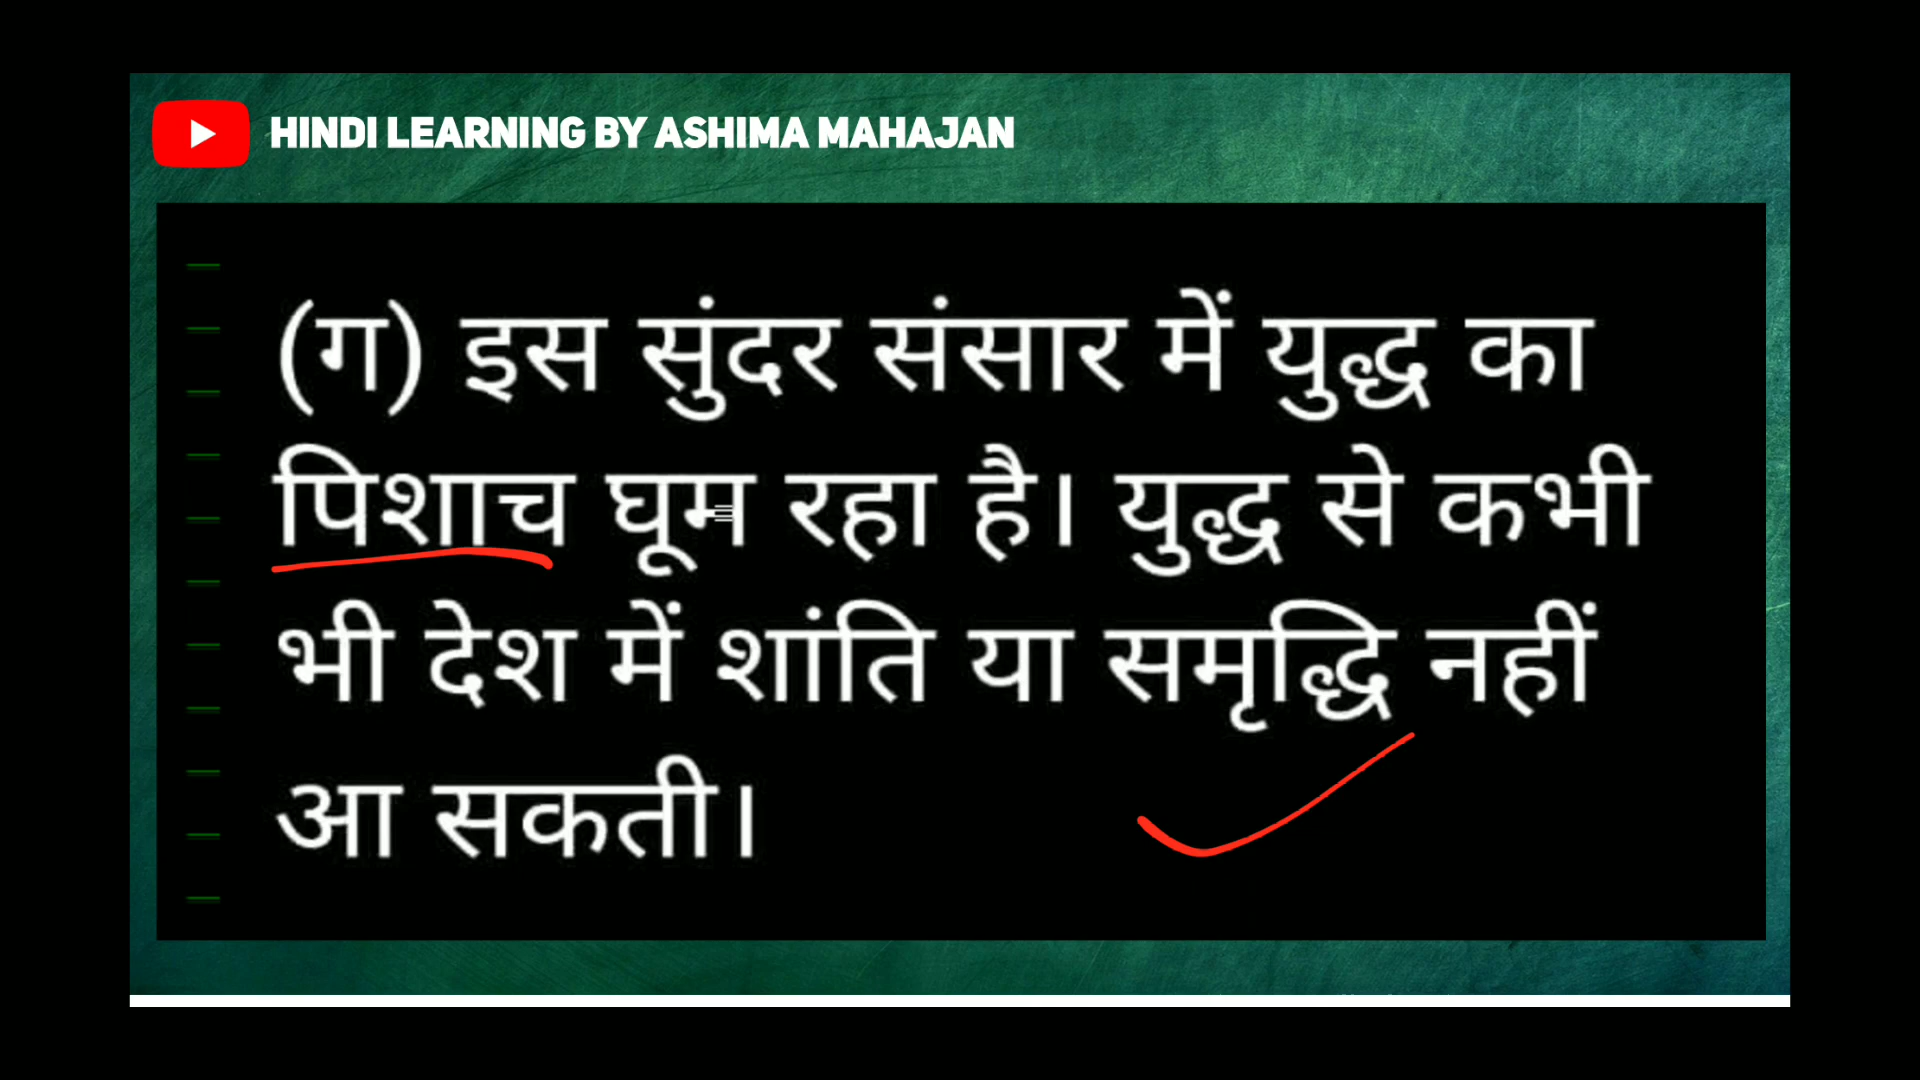 HINDI LEARNING BY ASHIMA MAHAJAN
(ग) इस सुंदर संसार में युद्ध का
पिशाच घूम रहा है। युद्ध से कभी
भी देश में शांति या समृद्धि नहीं
आ सकती।